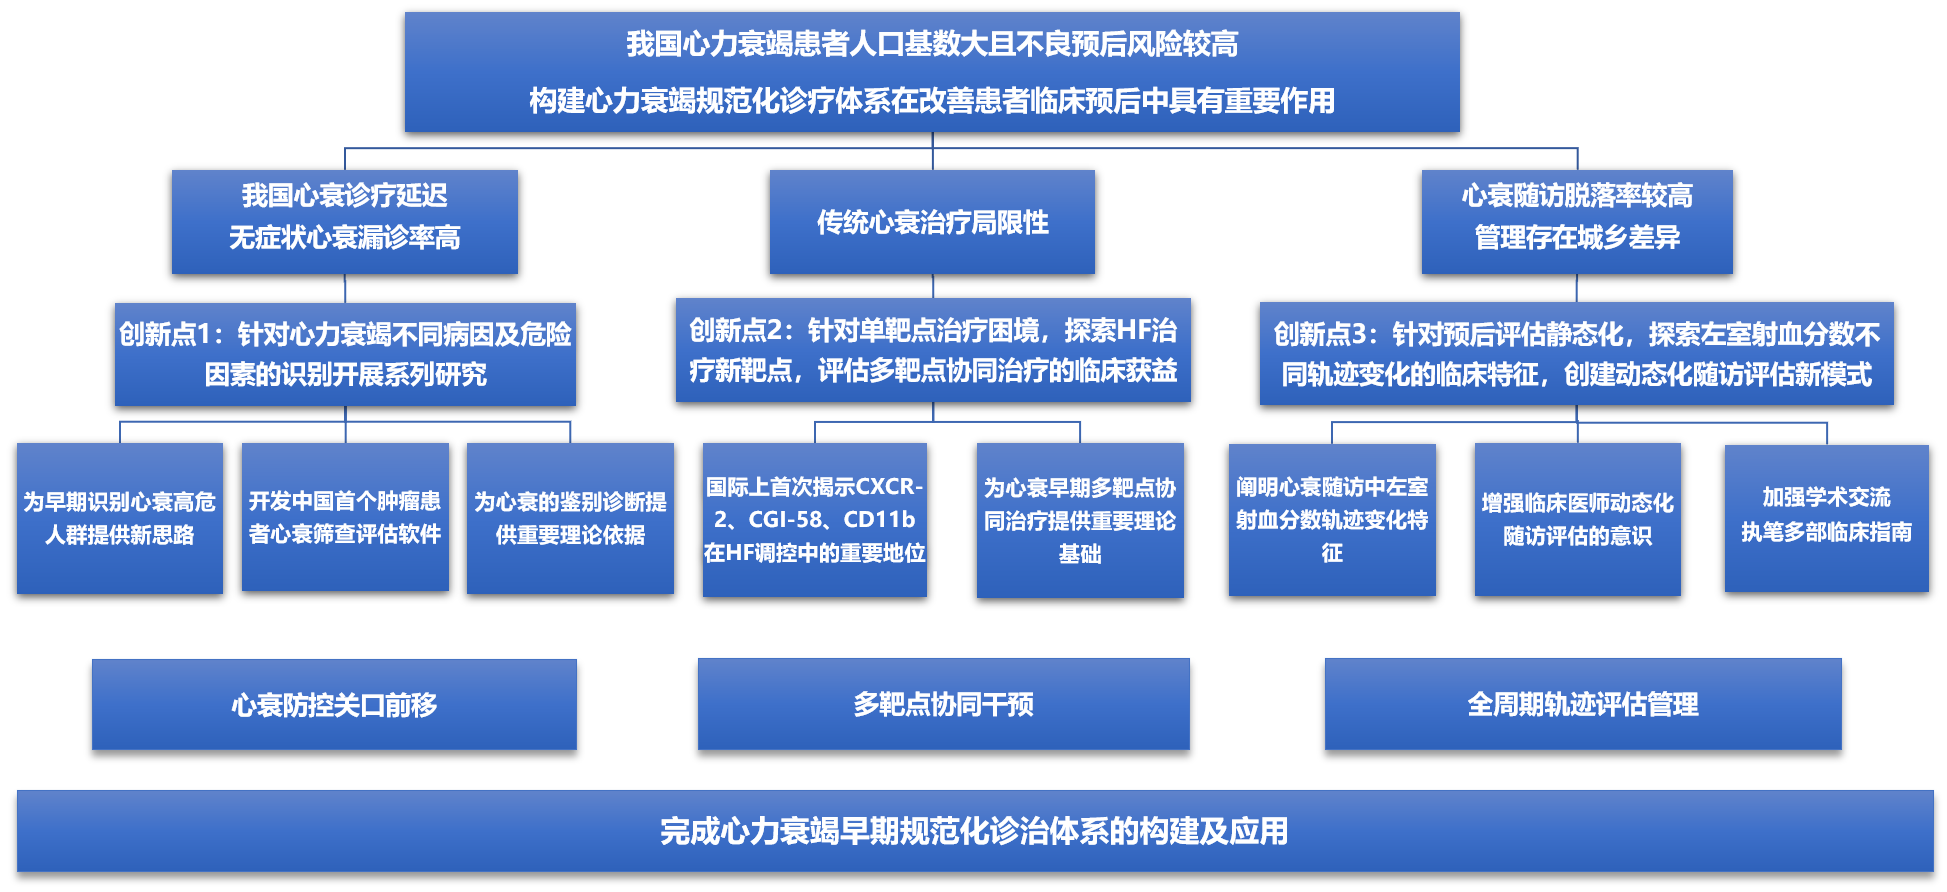 我国心力衰竭患者人口基数大且不良预后风险较高
构建心力衰竭规范化诊疗体系在改善患者临床预后中具有重要作用
我国心衰诊疗延迟
无症状心衰漏诊率高
传统心衰治疗局限性
心衰随访脱落率较高
管理存在城乡差异
创新点1：针对心力衰竭不同病因及危险
因素的识别开展系列研究
创新点2：针对单靶点治疗困境，探索HF治
疗新靶点，评估多靶点协同治疗的临床获益
创新点3：针对预后评估静态化，探索左室射血分数不
同轨迹变化的临床特征，创建动态化随访评估新模式
为早期识别心衰高危
人群提供新思路
开发中国首个肿瘤患
者心衰筛查评估软件
为心衰的鉴别诊断提
供重要理论依据
国际上首次揭示CXCR-
2、CGI-58、CD11b
在HF调控中的重要地位
为心衰早期多靶点协
同治疗提供重要理论
基础
阐明心衰随访中左室
射血分数轨迹变化特
征
增强临床医师动态化
随访评估的意识
加强学术交流
执笔多部临床指南
心衰防控关口前移
多靶点协同干预
全周期轨迹评估管理
完成心力衰竭早期规范化诊治体系的构建及应用